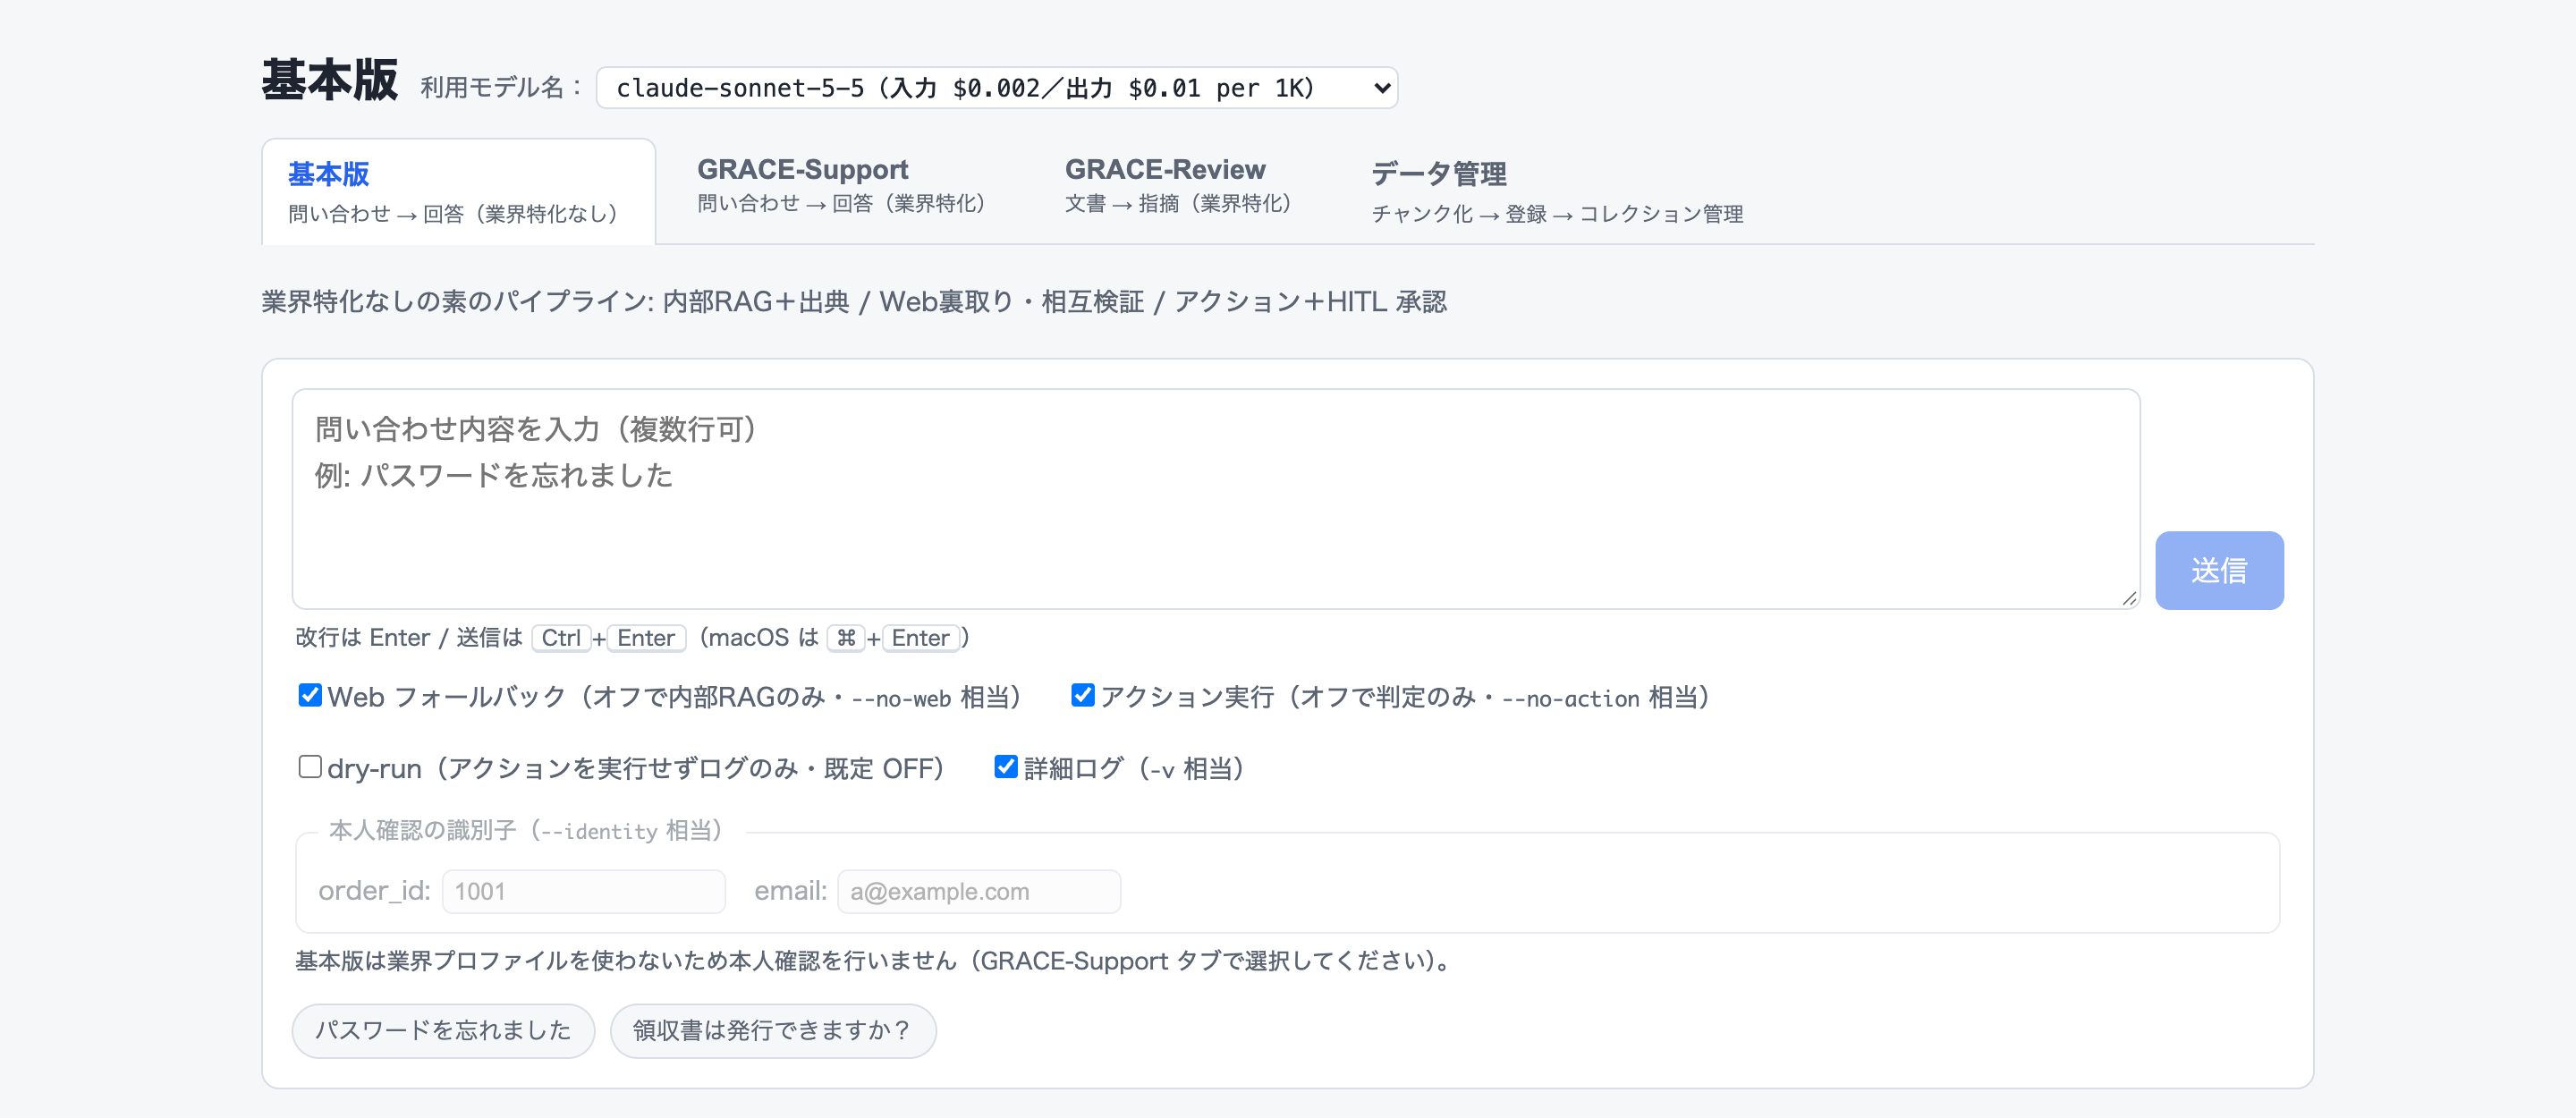 基本版 利用モデル名： claude-sonnet-5-5（入力 $0.002／出力 $0.01 per 1K）
基本版
問い合わせ → 回答（業界特化なし）
GRACE-Support
問い合わせ → 回答（業界特化）
GRACE-Review
文書 → 指摘（業界特化）
データ管理
チャンク化 → 登録 → コレクション管理
業界特化なしの素のパイプライン: 内部RAG＋出典 / Web裏取り・相互検証 / アクション＋HITL 承認
問い合わせ内容を入力（複数行可）
例: パスワードを忘れました
送信
改行は Enter / 送信は Ctrl+Enter（macOS は ⌘+Enter）
Web フォールバック（オフで内部RAGのみ・--no-web 相当） アクション実行（オフで判定のみ・--no-action 相当）
dry-run（アクションを実行せずログのみ・既定 OFF） 詳細ログ（-v 相当）
本人確認の識別子（--identity 相当）
order_id: 1001 email: a@example.com
基本版は業界プロファイルを使わないため本人確認を行いません（GRACE-Support タブで選択してください）。
パスワードを忘れました 領収書は発行できますか？